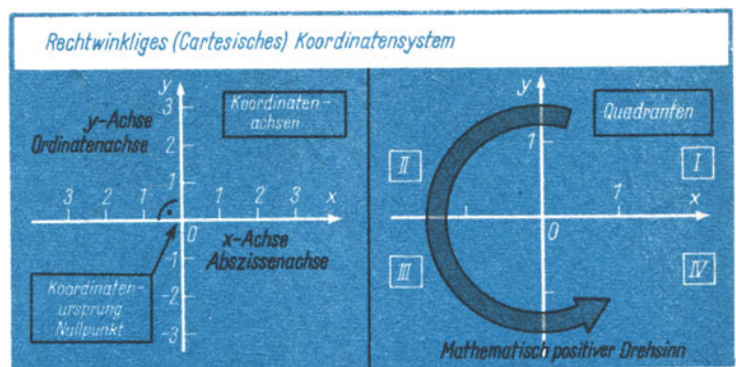 Rechtwinkliges (Cartesisches) Koordinatensystem
y
3
2
1
y-Achse
Ordinatenachse
Koordinaten-
achsen
3 2 1 1 2 3 x
0
x-Achse
Abszissenachse
-1
-2
-3
Koordinaten-
ursprung
Nullpunkt
y
Quadranten
1
II
I
1
x
0
III
IV
Mathematisch positiver Drehsinn